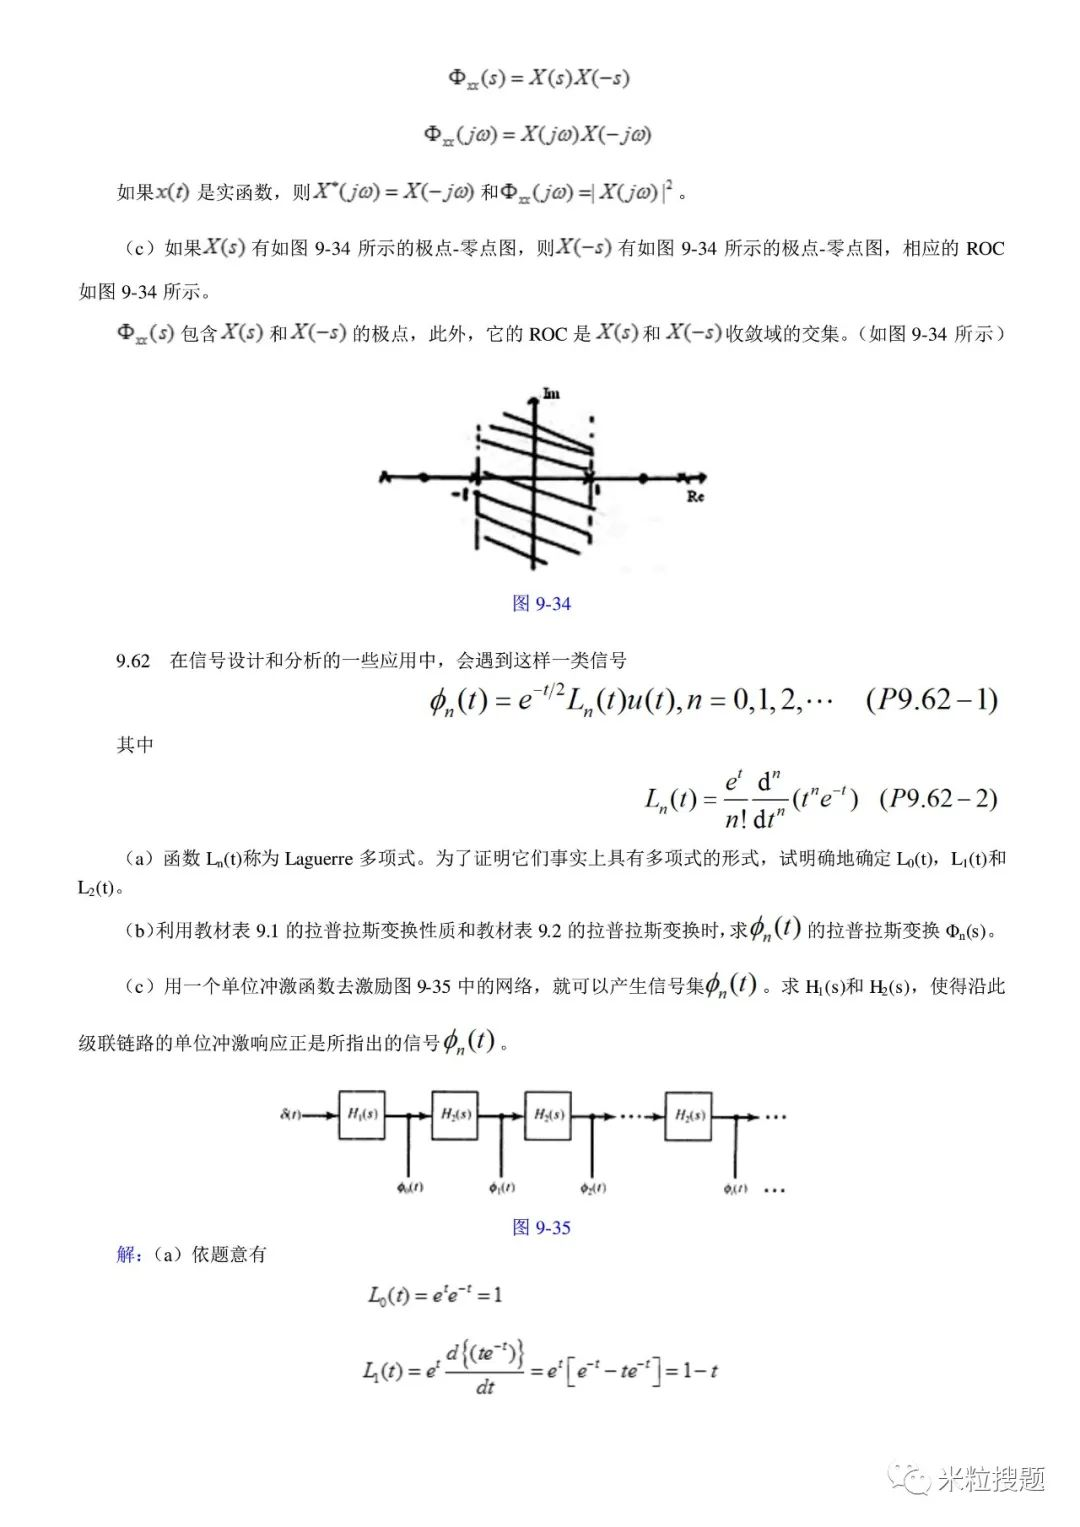 Φxx(s) = X(s)X(−s)
Φxx(jω) = X(jω)X(−jω)
如果x(t) 是实函数，则X*(jω) = X(−jω) 和Φxx(jω) =| X(jω) |²。
（c）如果X(s) 有如图 9-34 所示的极点-零点图，则X(−s) 有如图 9-34 所示的极点-零点图，相应的 ROC
如图 9-34 所示。
Φxx(s) 包含X(s) 和X(−s) 的极点，此外，它的 ROC 是 X(s)和 X(−s)收敛域的交集。（如图 9-34 所示）
Im
-1
1
Re
图 9-34
9.62 在信号设计和分析的一些应用中，会遇到这样一类信号
ϕn(t) = e^(−t/2)Ln(t)u(t), n = 0,1,2,⋯ (P9.62−1)
其中
Ln(t) = (e^t/n!)(d^n/dt^n)(t^n e^(−t)) (P9.62−2)
（a）函数 Ln(t)称为 Laguerre 多项式。为了证明它们事实上具有多项式的形式，试明确地确定 L0(t)，L1(t)和
L2(t)。
（b）利用教材表 9.1 的拉普拉斯变换性质和教材表 9.2 的拉普拉斯变换时，求ϕn(t) 的拉普拉斯变换 Φn(s)。
（c）用一个单位冲激函数去激励图 9-35 中的网络，就可以产生信号集ϕn(t) 。求 H1(s)和 H2(s)，使得沿此
级联链路的单位冲激响应正是所指出的信号ϕn(t) 。
δ(t) H1(s) H2(s) H2(s) ⋯ H2(s) ⋯
ϕ0(t) ϕ1(t) ϕ2(t) ϕi(t) ⋯
图 9-35
解：（a）依题意有
L0(t) = e^t e^(−t) = 1
L1(t) = e^t d{(te^(−t))}/dt = e^t[e^(−t) − te^(−t)] = 1 − t
米粒搜题